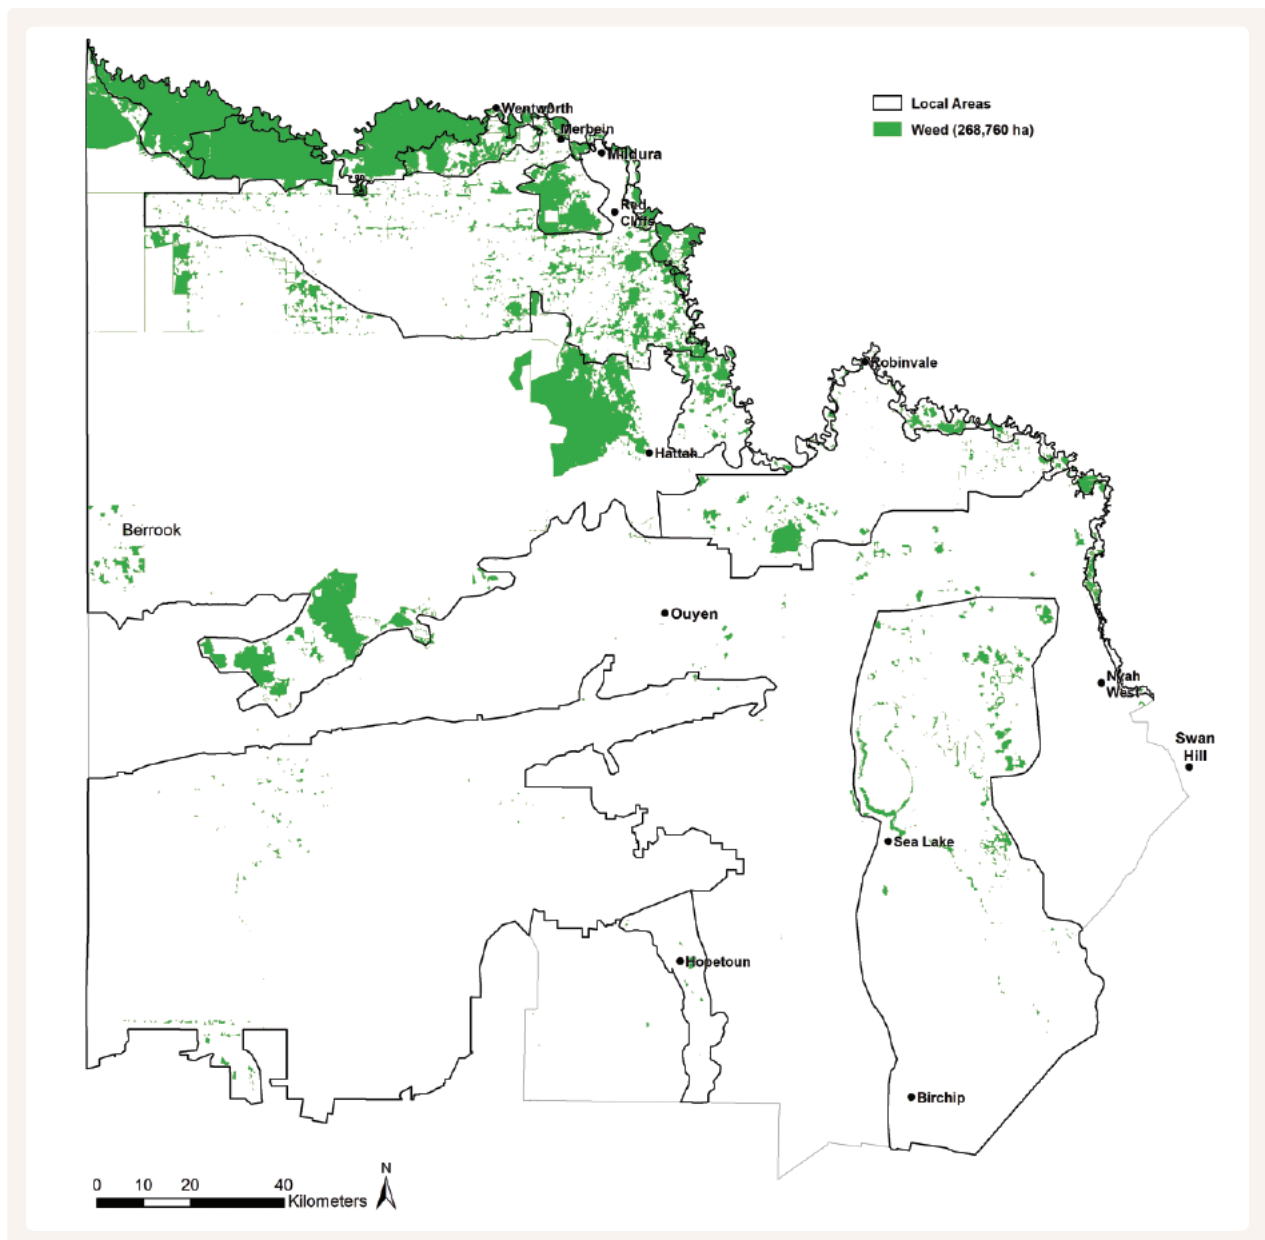 Wentworth
Local Areas
Weed (268,760 ha)
Merbein
Mildura
Red
Cliffs
Robinvale
Hattah
Berrook
Ouyen
Nyah
West
Swan
Hill
Sea Lake
Hopetoun
Birchip
N
0 10 20 40
Kilometers